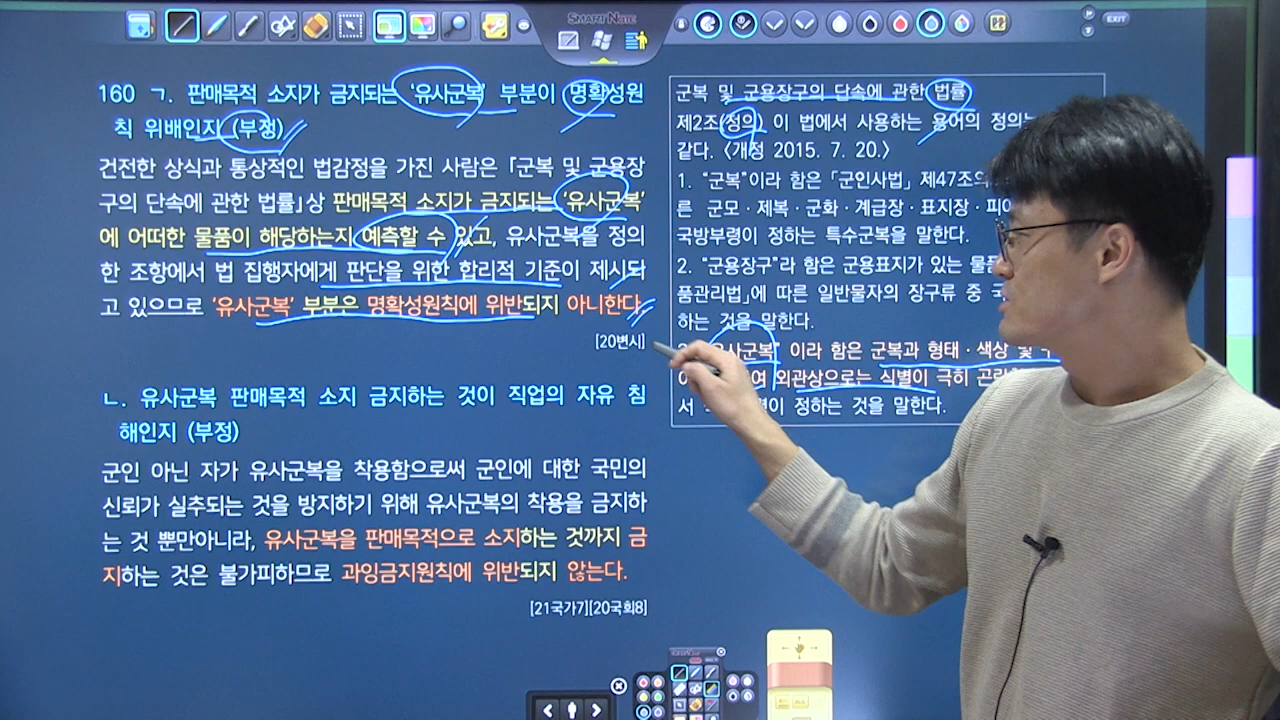 SMART NOTE
EXIT
160 ㄱ. 판매목적 소지가 금지되는 '유사군복' 부분이 명확성원
칙 위배인지 (부정)
건전한 상식과 통상적인 법감정을 가진 사람은 「군복 및 군용장
구의 단속에 관한 법률」상 판매목적 소지가 금지되는 '유사군복'
에 어떠한 물품이 해당하는지 예측할 수 있고, 유사군복을 정의
한 조항에서 법 집행자에게 판단을 위한 합리적 기준이 제시되
고 있으므로 '유사군복' 부분은 명확성원칙에 위반되지 아니한다.
[20변시]
ㄴ. 유사군복 판매목적 소지 금지하는 것이 직업의 자유 침
해인지 (부정)
군인 아닌 자가 유사군복을 착용함으로써 군인에 대한 국민의
신뢰가 실추되는 것을 방지하기 위해 유사군복의 착용을 금지하
는 것 뿐만아니라, 유사군복을 판매목적으로 소지하는 것까지 금
지하는 것은 불가피하므로 과잉금지원칙에 위반되지 않는다.
[21국가7][20국회8]
군복 및 군용장구의 단속에 관한 법률
제2조(정의) 이 법에서 사용하는 용어의 정의는
같다. 〈개정 2015. 7. 20.〉
1. "군복"이라 함은 「군인사법」 제47조의
른 군모·제복·군화·계급장·표지장·피아
국방부령이 정하는 특수군복을 말한다.
2. "군용장구"라 함은 군용표지가 있는 물품
품관리법」에 따른 일반물자의 장구류 중 국
하는 것을 말한다.
유사군복" 이라 함은 군복과 형태·색상 및
외관상으로는 식별이 극히 곤란한
서 이 정하는 것을 말한다.